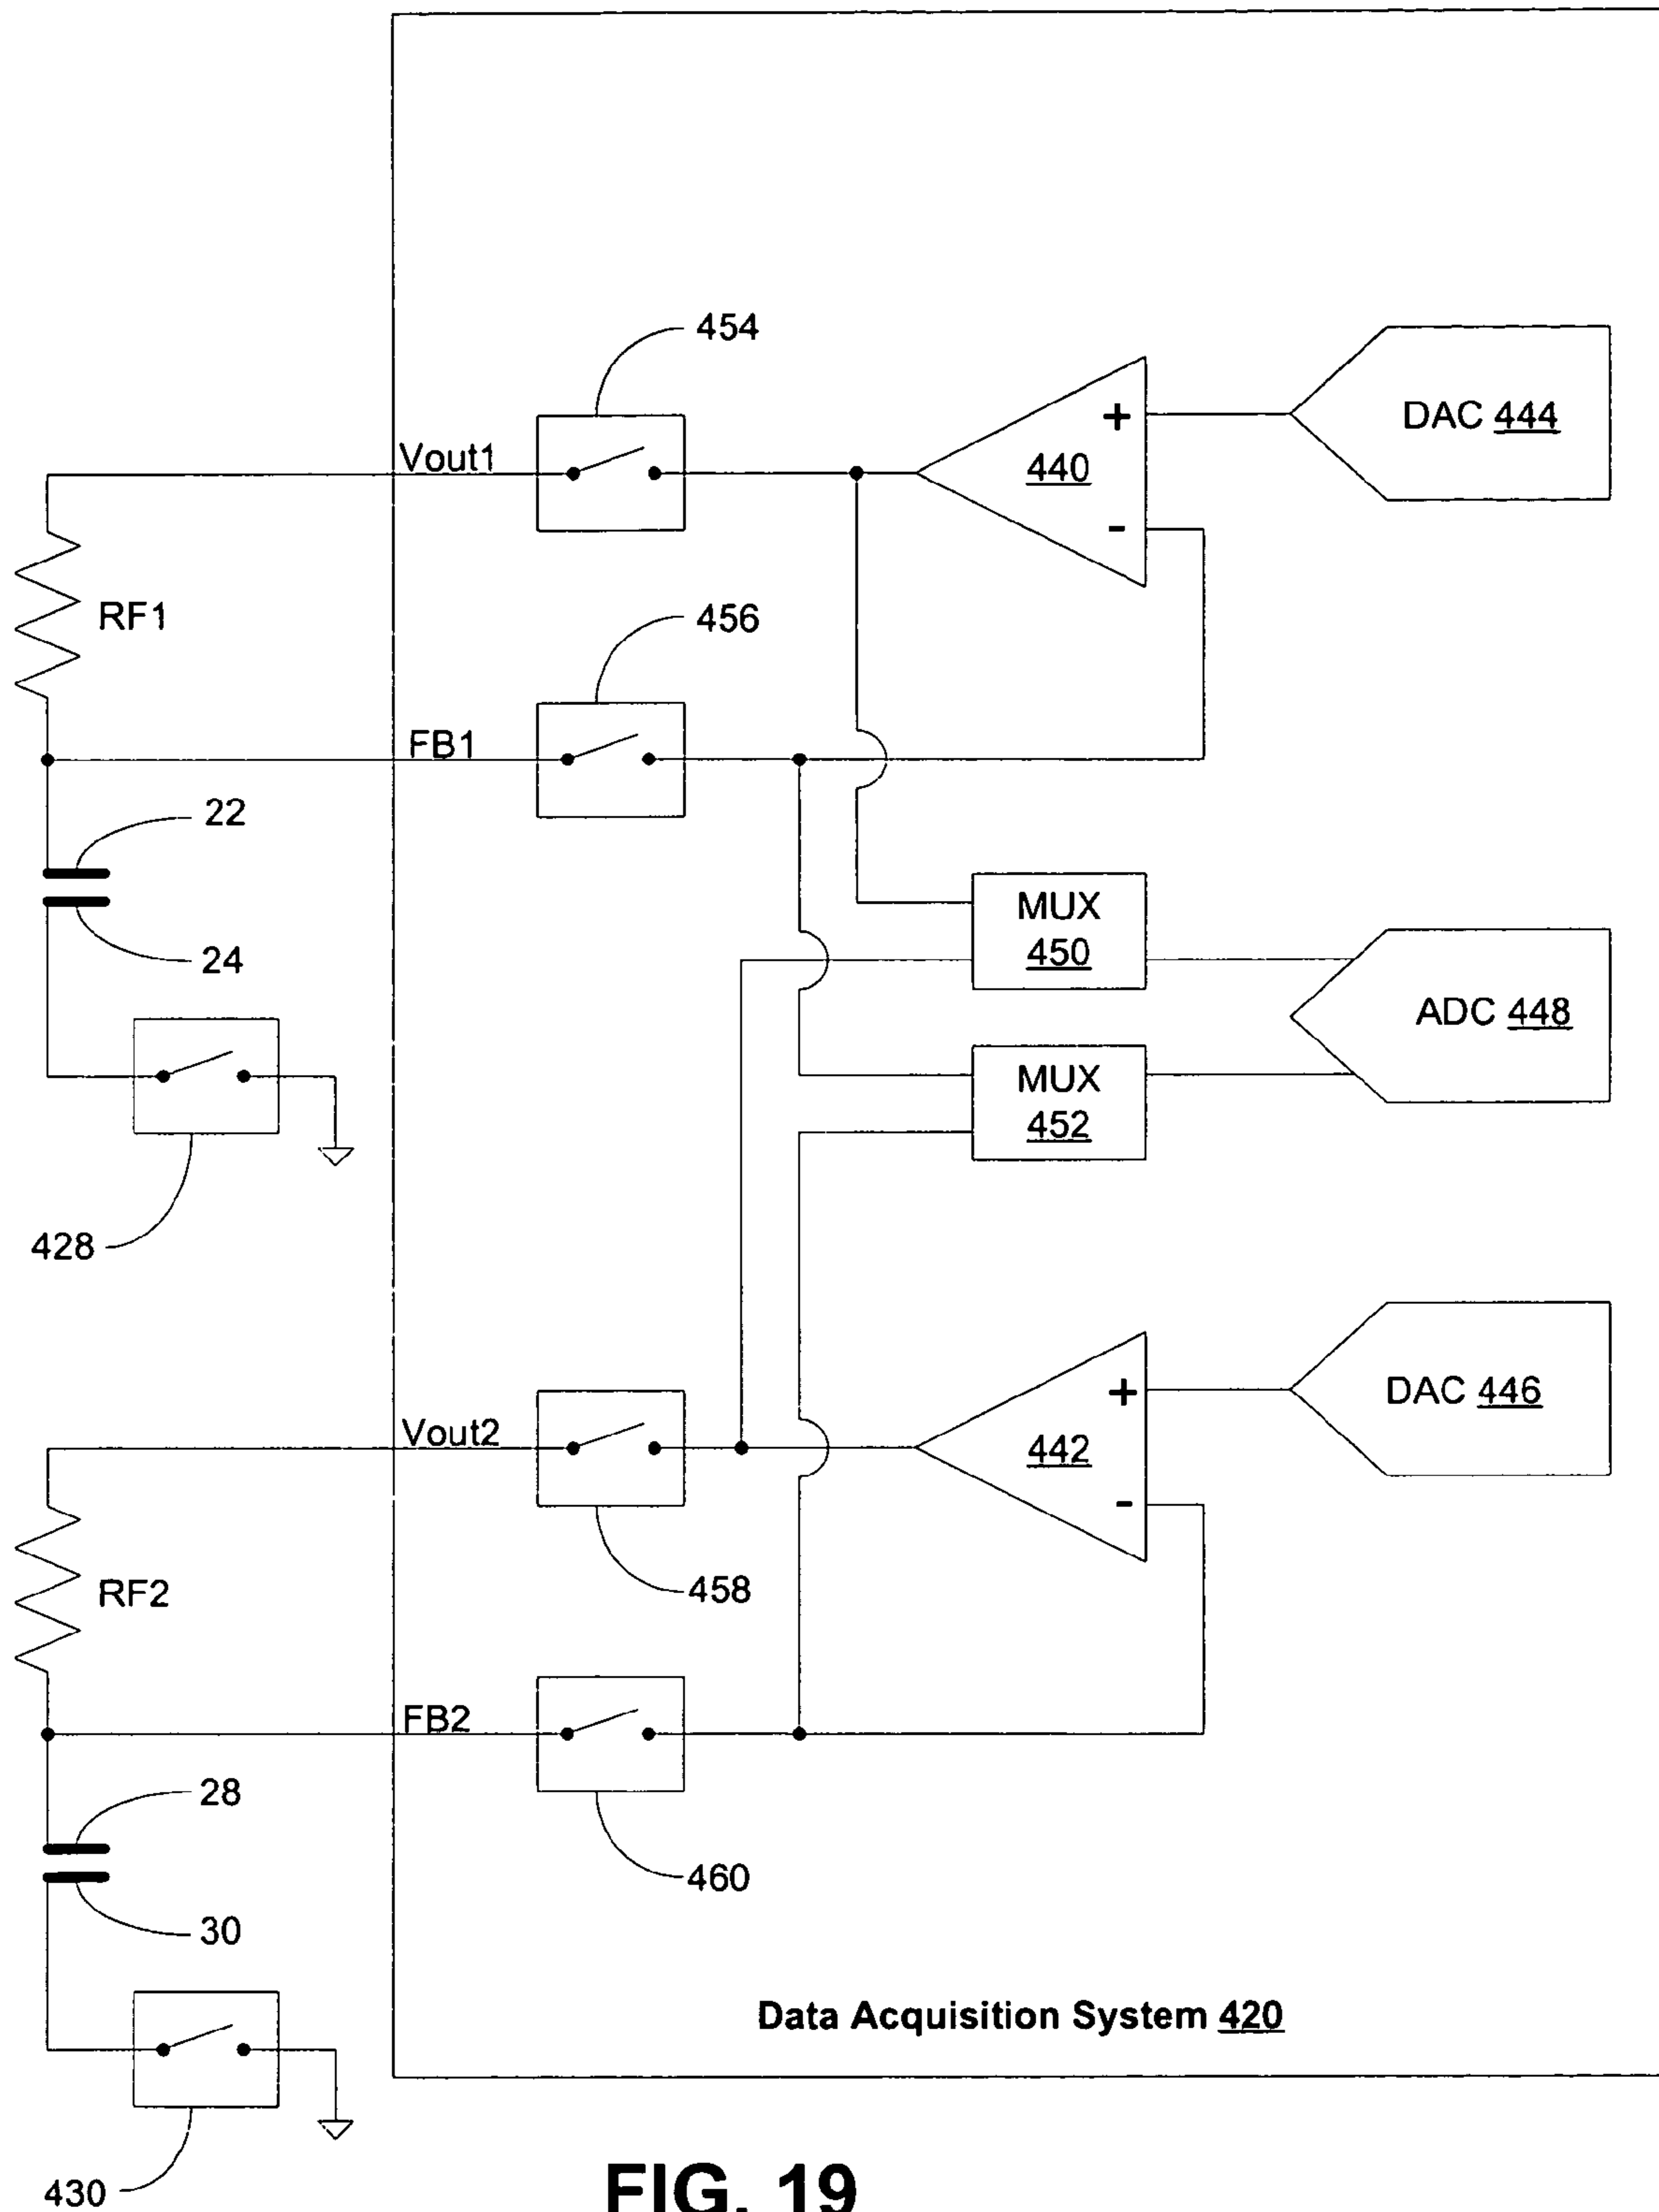 454
Vout1
+
440
-
DAC 444
RF1
456
FB1
22
24
MUX
450
ADC 448
MUX
452
428
Vout2
+
442
-
DAC 446
RF2
458
FB2
28
460
30
Data Acquisition System 420
430
FIG. 19